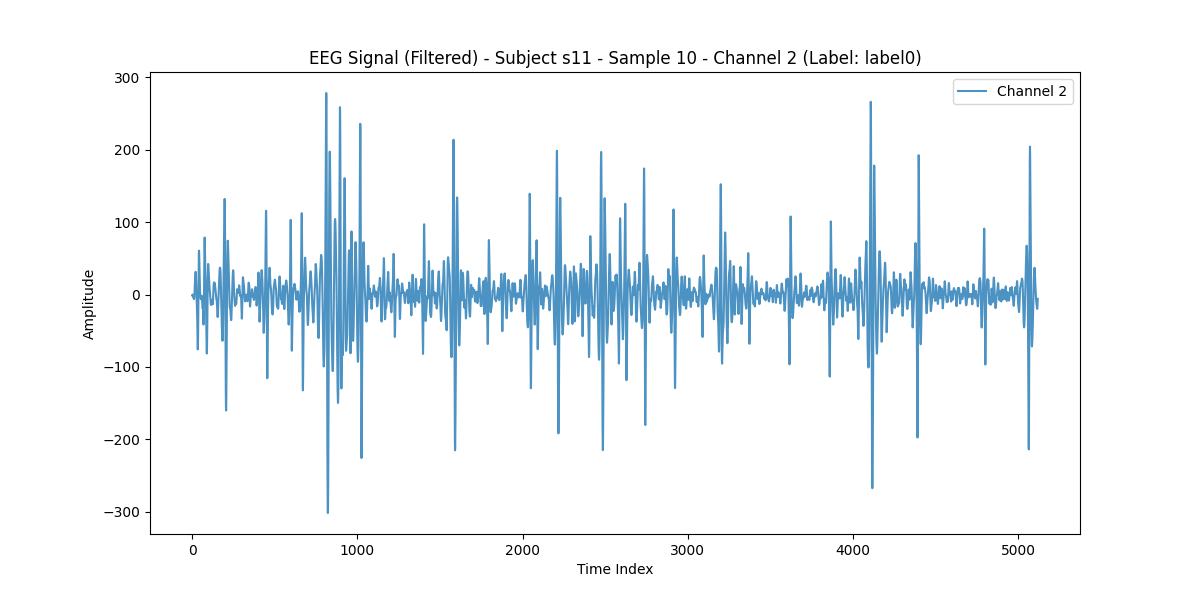 EEG Signal (Filtered) - Subject s11 - Sample 10 - Channel 2 (Label: label0)
Channel 2
300
200
100
0
−100
−200
−300
Amplitude
0 1000 2000 3000 4000 5000
Time Index